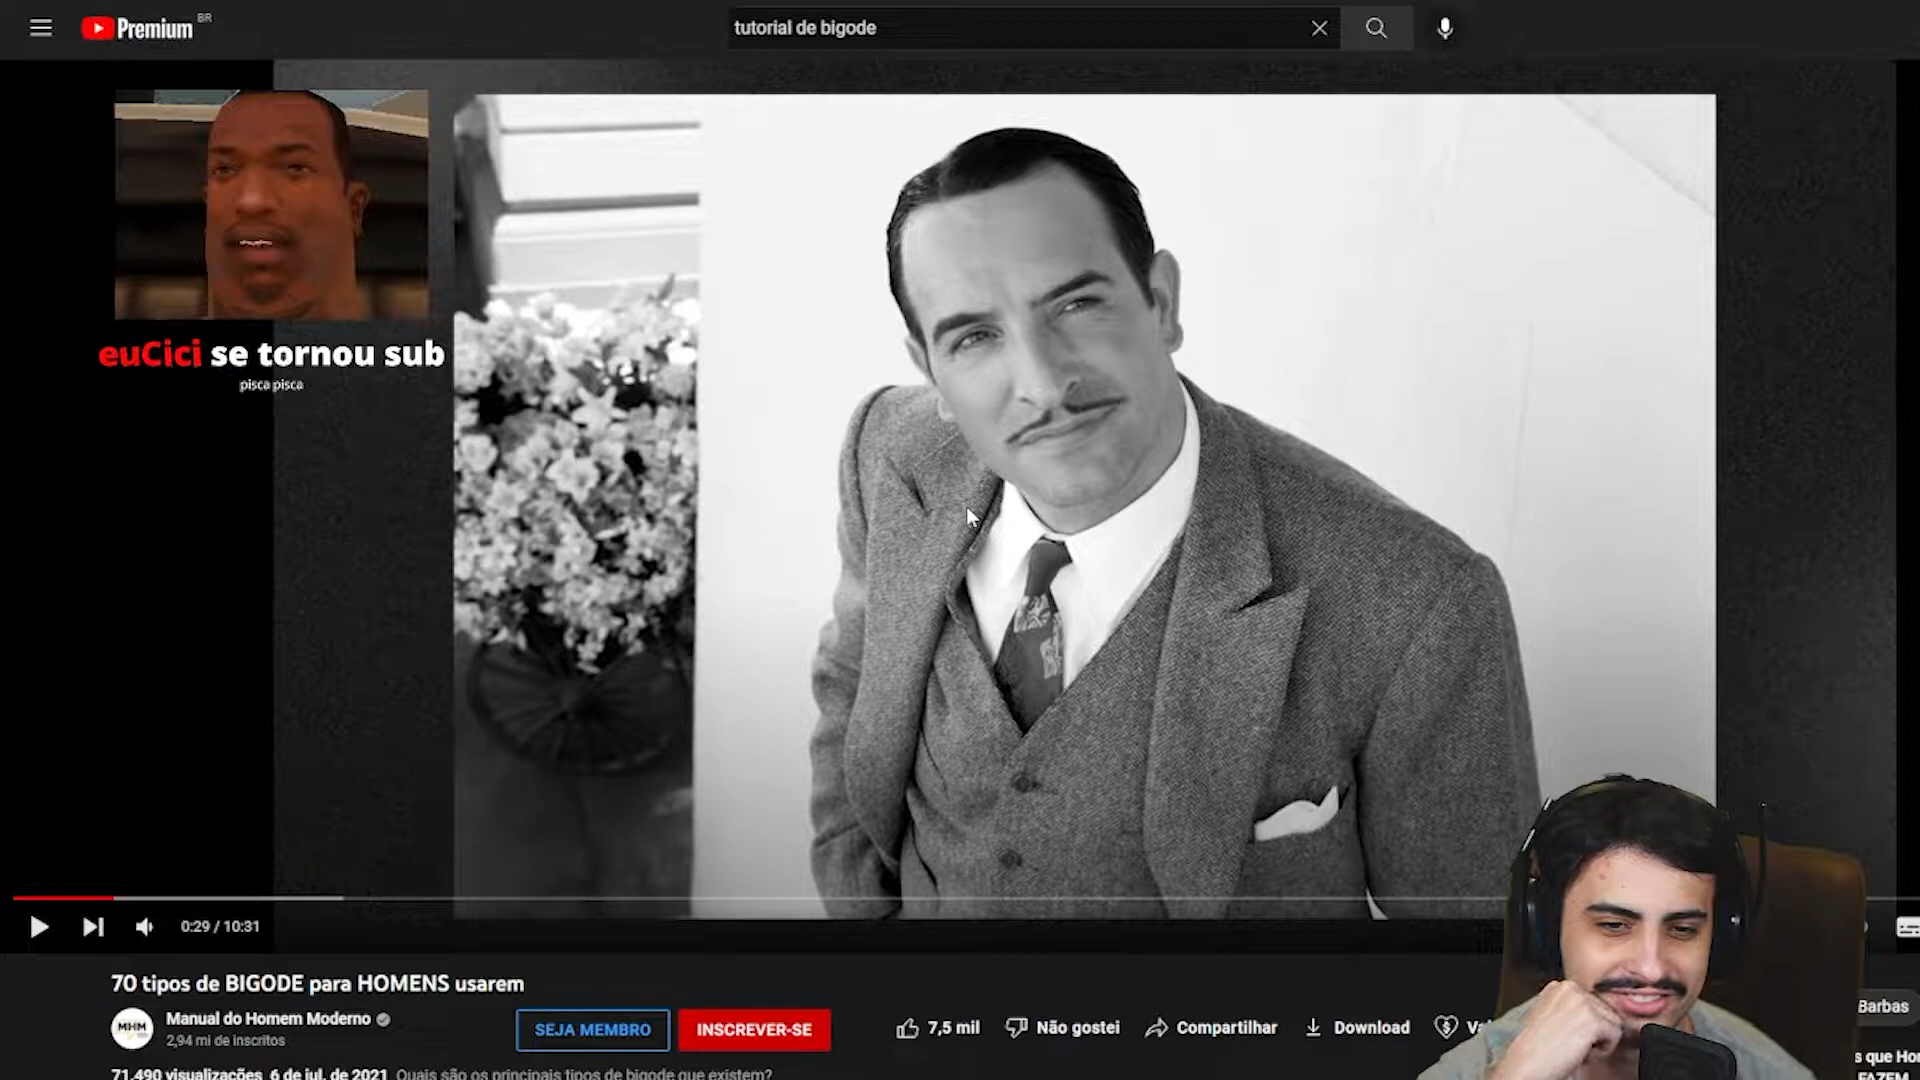 Premium BR
tutorial de bigode
euCici se tornou sub
pisca pisca
0:29 / 10:31
70 tipos de BIGODE para HOMENS usarem
MHM
Manual do Homem Moderno
2,94 mi de inscritos
SEJA MEMBRO
INSCREVER-SE
7,5 mil
Não gostei
Compartilhar
Download
Barbas
71.490 visualizações 6 de jul. de 2021 Quais são os principais tipos de bigode que existem?
s que Ho
FAZEM